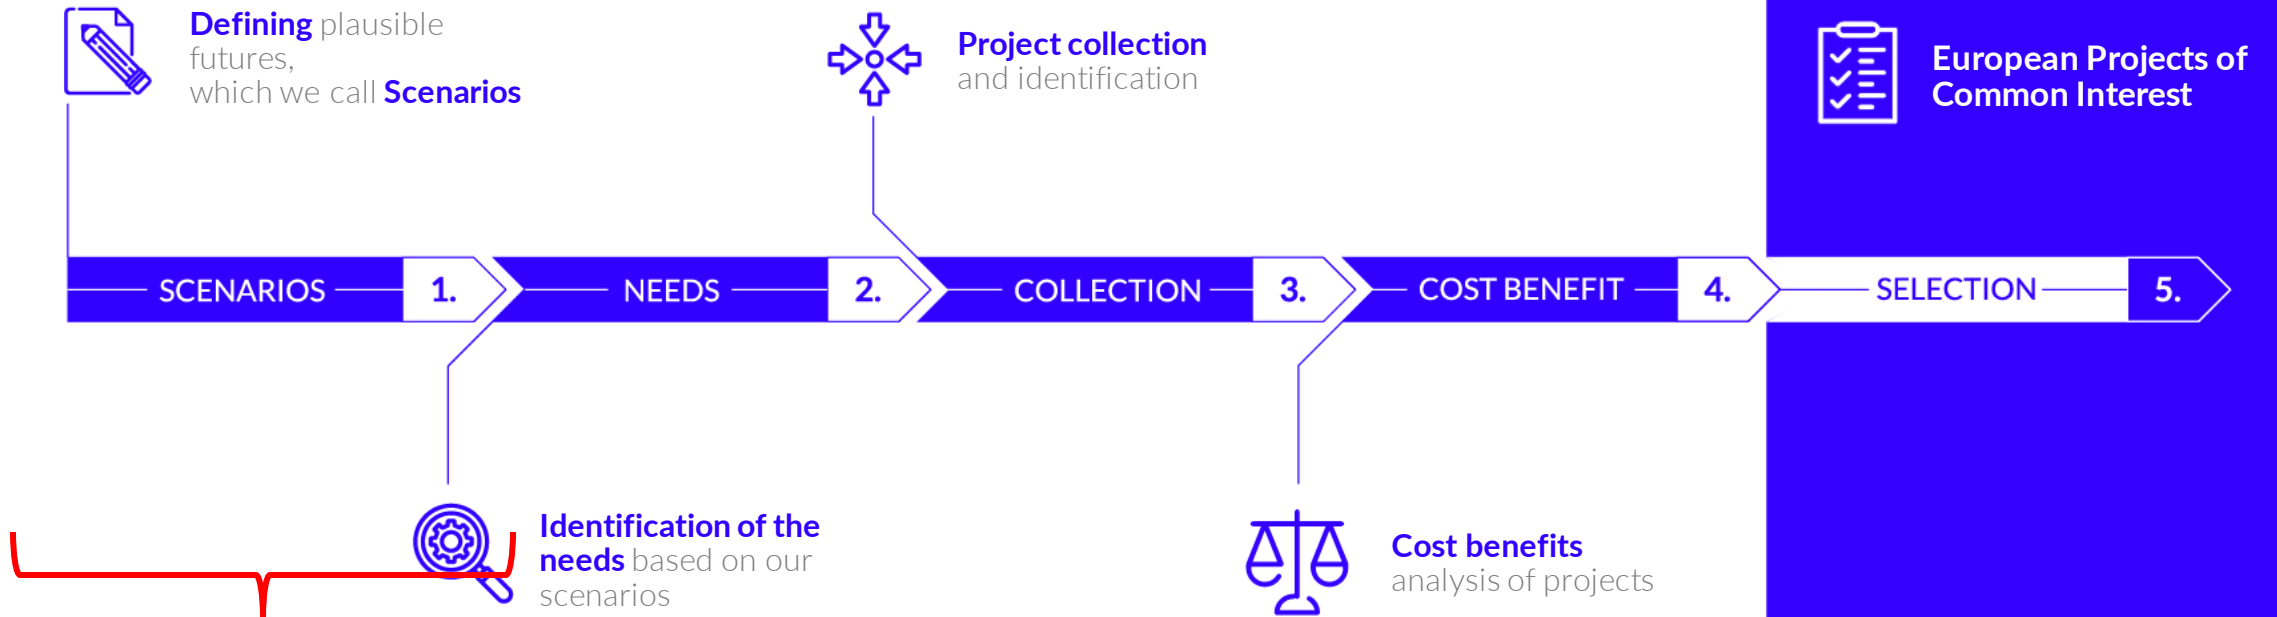 Defining plausible
futures,
which we call Scenarios
Project collection
and identification
European Projects of
Common Interest
SCENARIOS 1. NEEDS 2. COLLECTION 3. COST BENEFIT 4. SELECTION 5.
Identification of the
needs based on our
scenarios
Cost benefits
analysis of projects